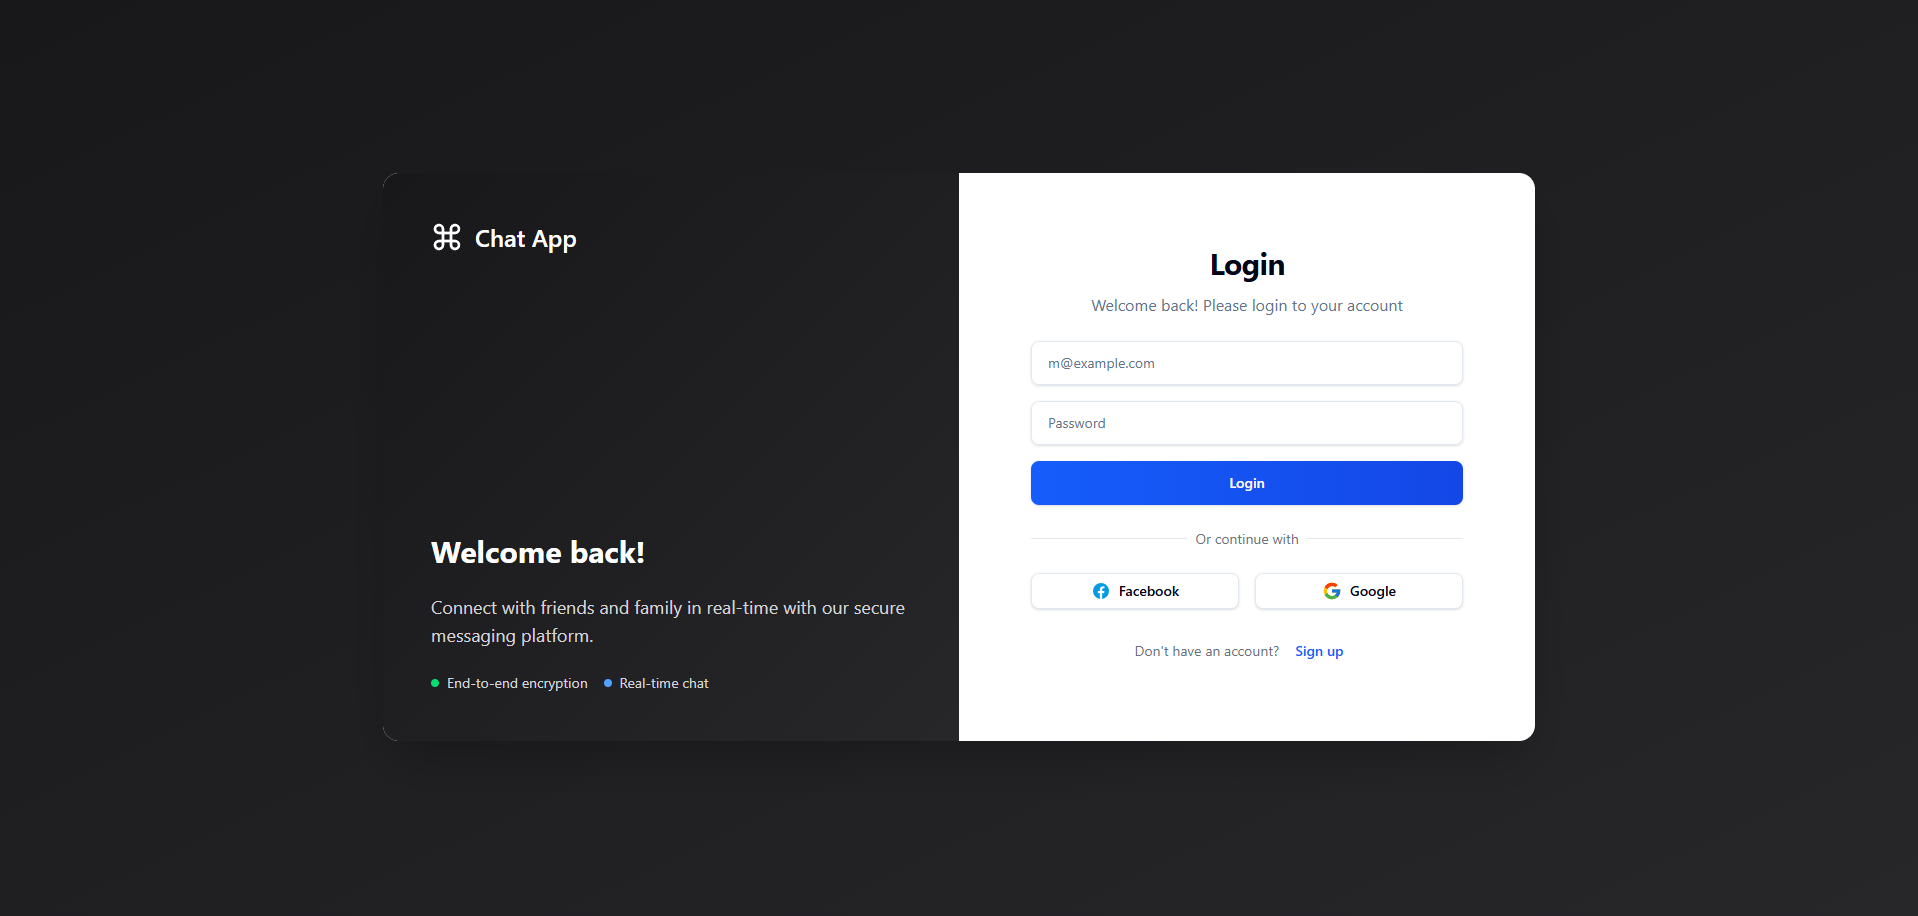 Chat App
Welcome back!
Connect with friends and family in real-time with our secure
messaging platform.
End-to-end encryption
Real-time chat
Login
Welcome back! Please login to your account
m@example.com
Password
Login
Or continue with
Facebook
Google
Don't have an account? Sign up